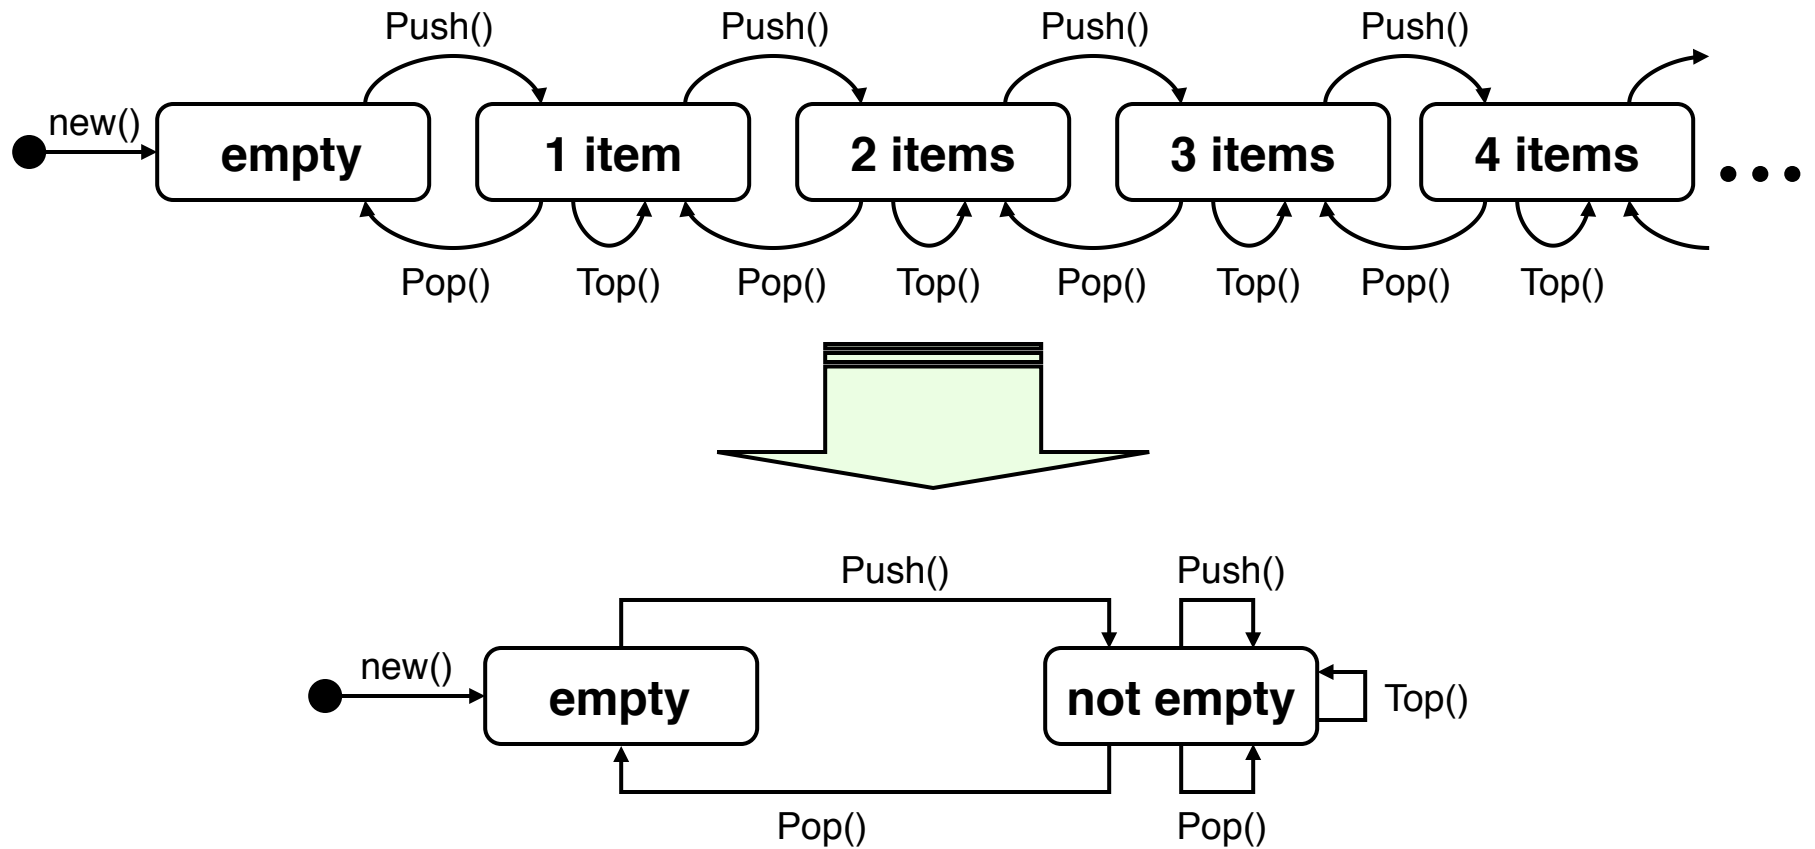 Push() Push() Push() Push()
new()
empty 1 item 2 items 3 items 4 items
Pop() Top() Pop() Top() Pop() Top() Pop() Top()
Push() Push()
new()
empty not empty Top()
Pop() Pop()